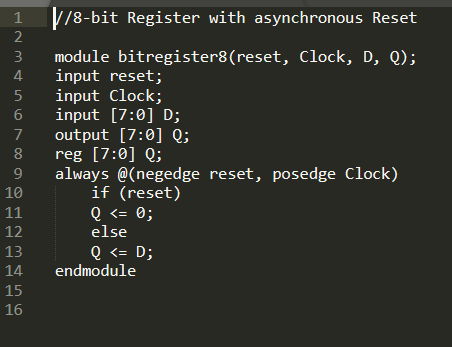 1 //8-bit Register with asynchronous Reset
2
3 module bitregister8(reset, Clock, D, Q);
4 input reset;
5 input Clock;
6 input [7:0] D;
7 output [7:0] Q;
8 reg [7:0] Q;
9 always @(negedge reset, posedge Clock)
10 if (reset)
11 Q <= 0;
12 else
13 Q <= D;
14 endmodule
15
16